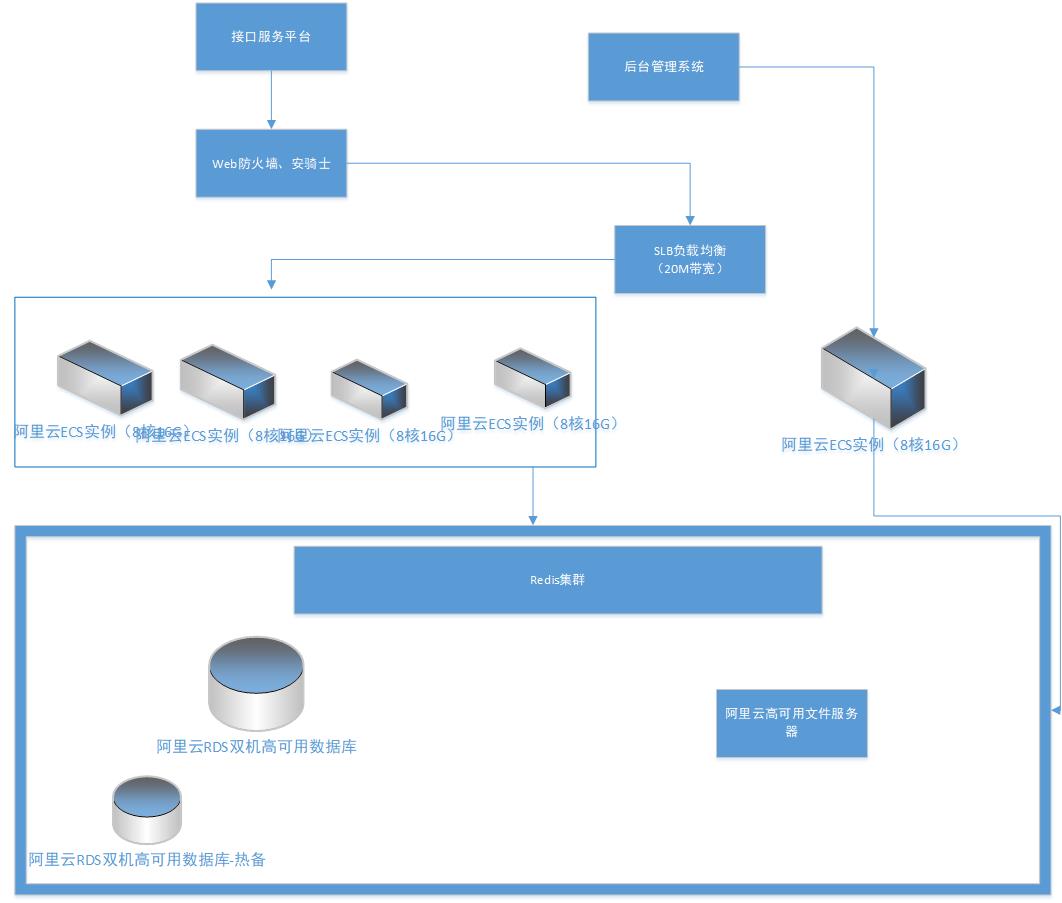 接口服务平台
后台管理系统
Web防火墙、安骑士
SLB负载均衡
（20M带宽）
阿里云ECS实例（8核16G）
阿里云ECS实例（8核16G）
阿里云ECS实例（8核16G）
阿里云ECS实例（8核16G）
阿里云ECS实例（8核16G）
Redis集群
阿里云高可用文件服务
器
阿里云RDS双机高可用数据库
阿里云RDS双机高可用数据库-热备